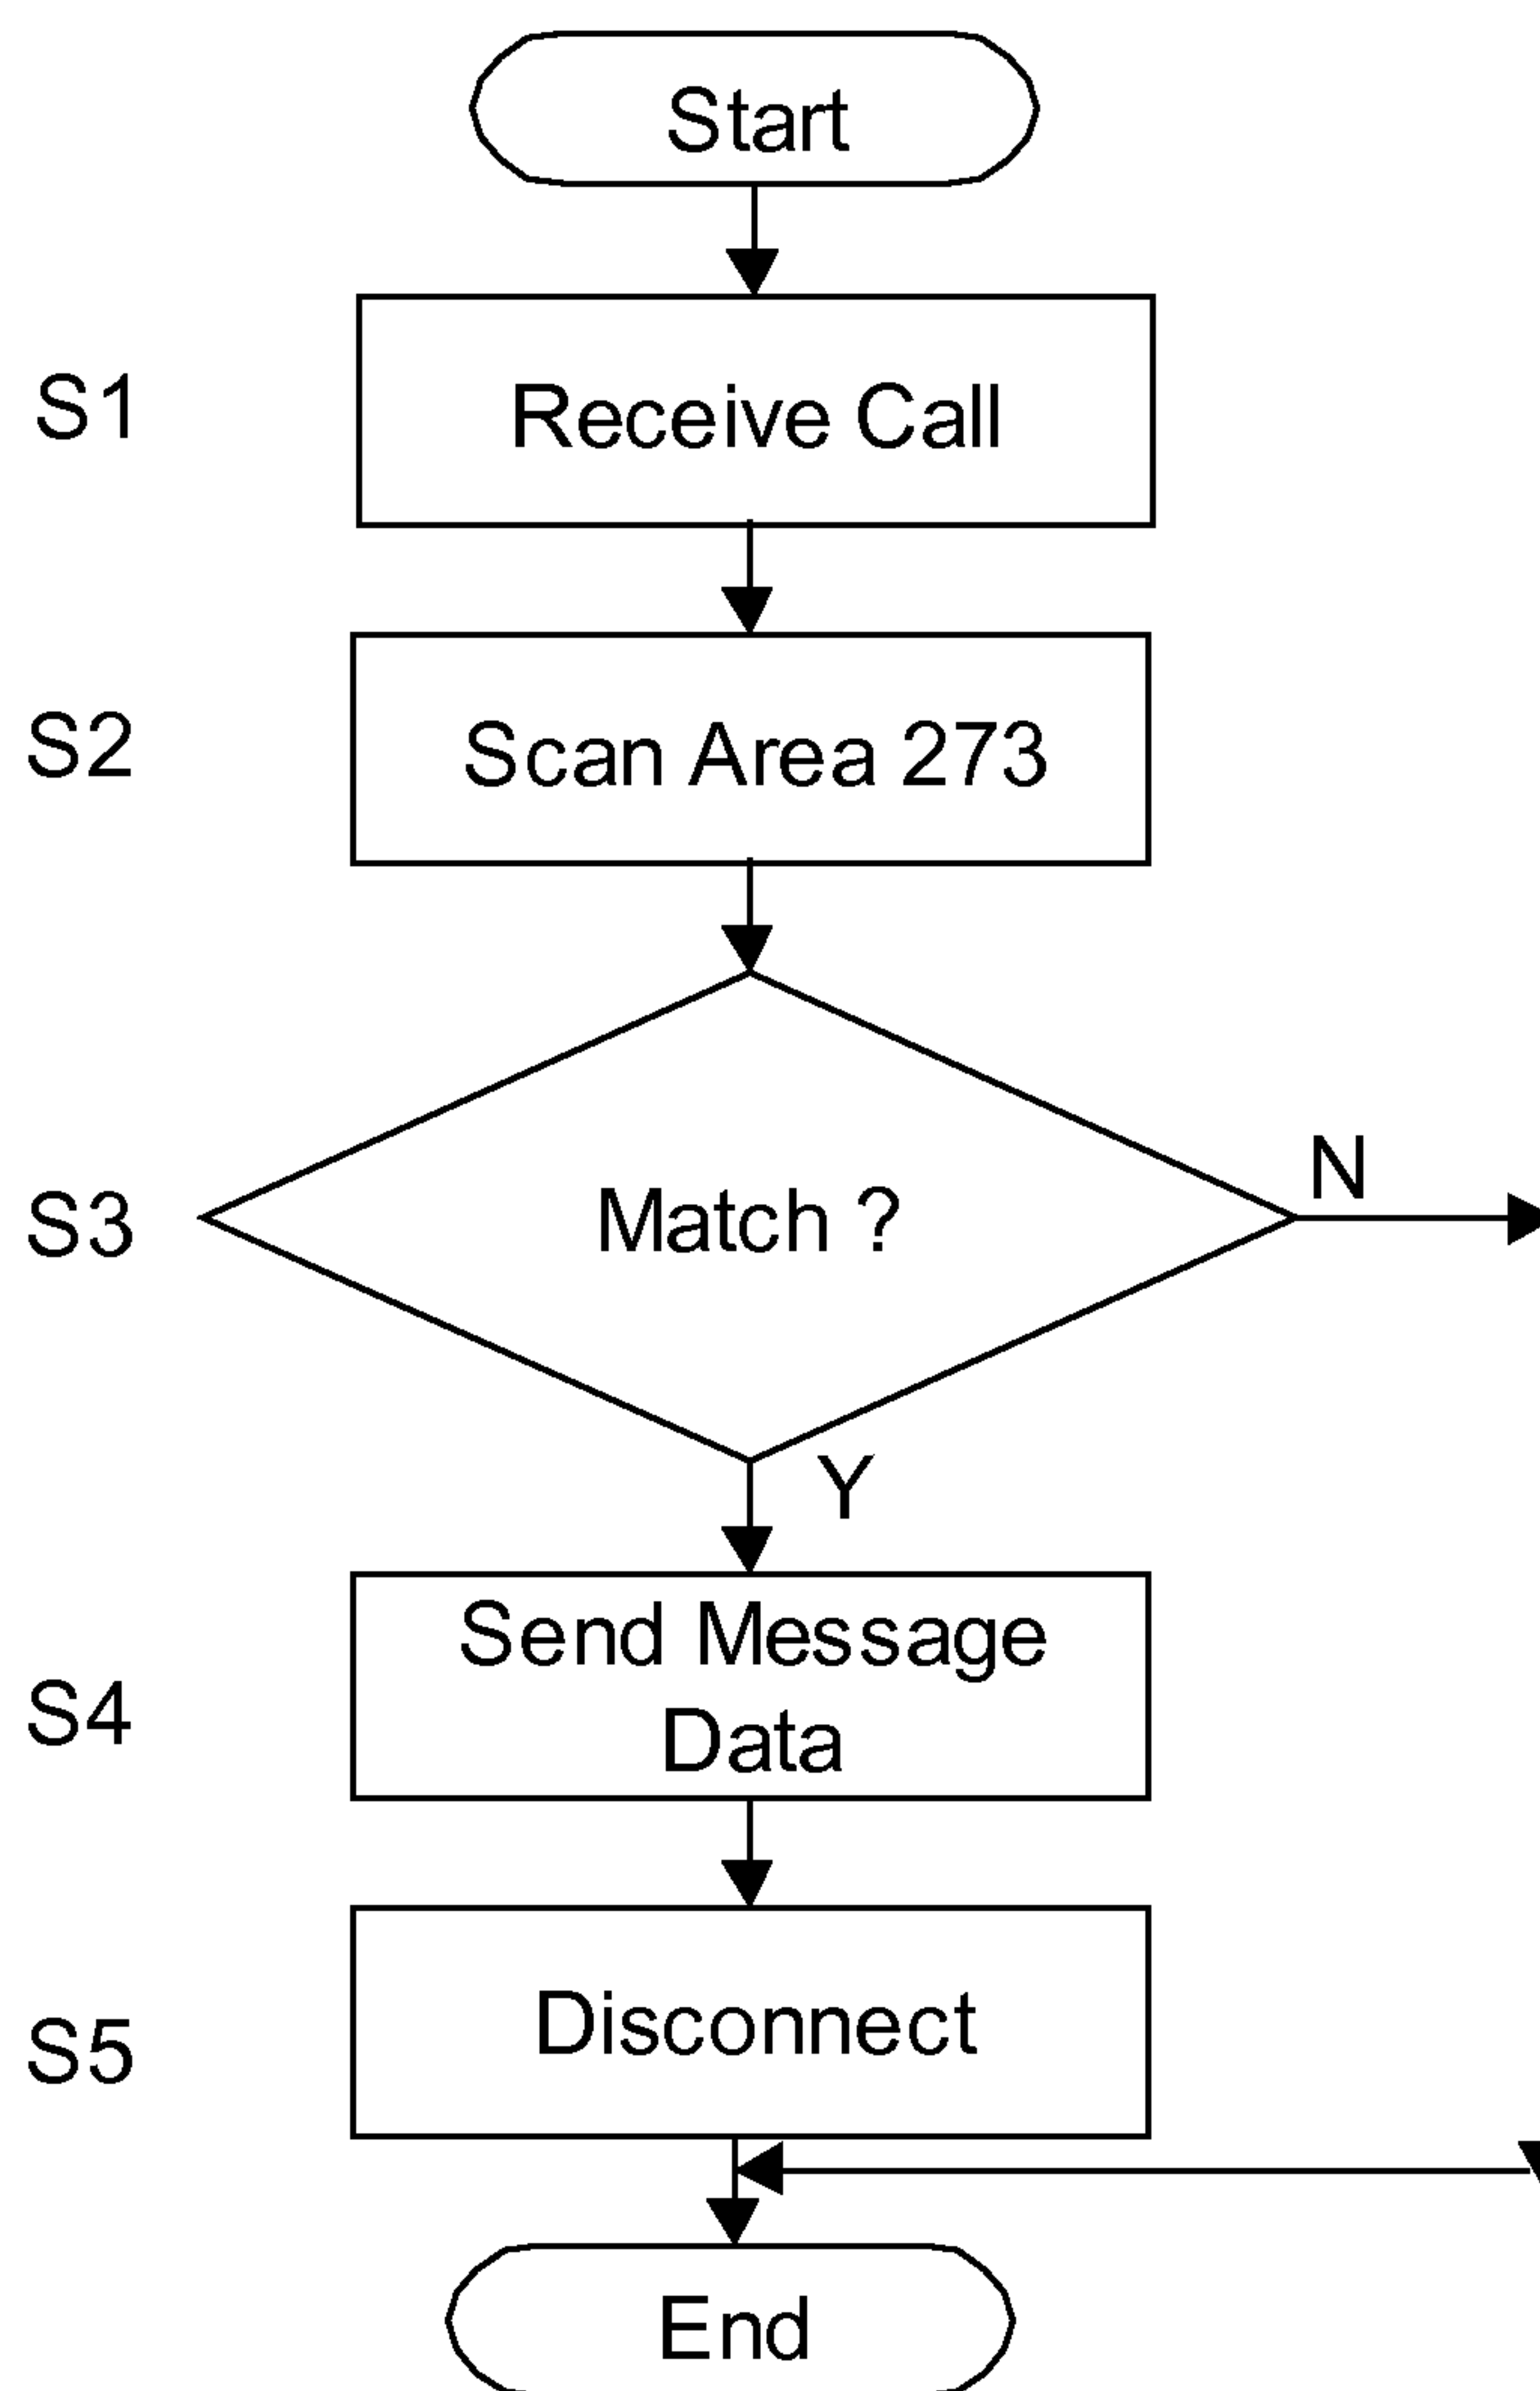 Start
S1
Receive Call
S2
Scan Area 273
S3
Match ?
N
Y
S4
Send Message
Data
S5
Disconnect
End